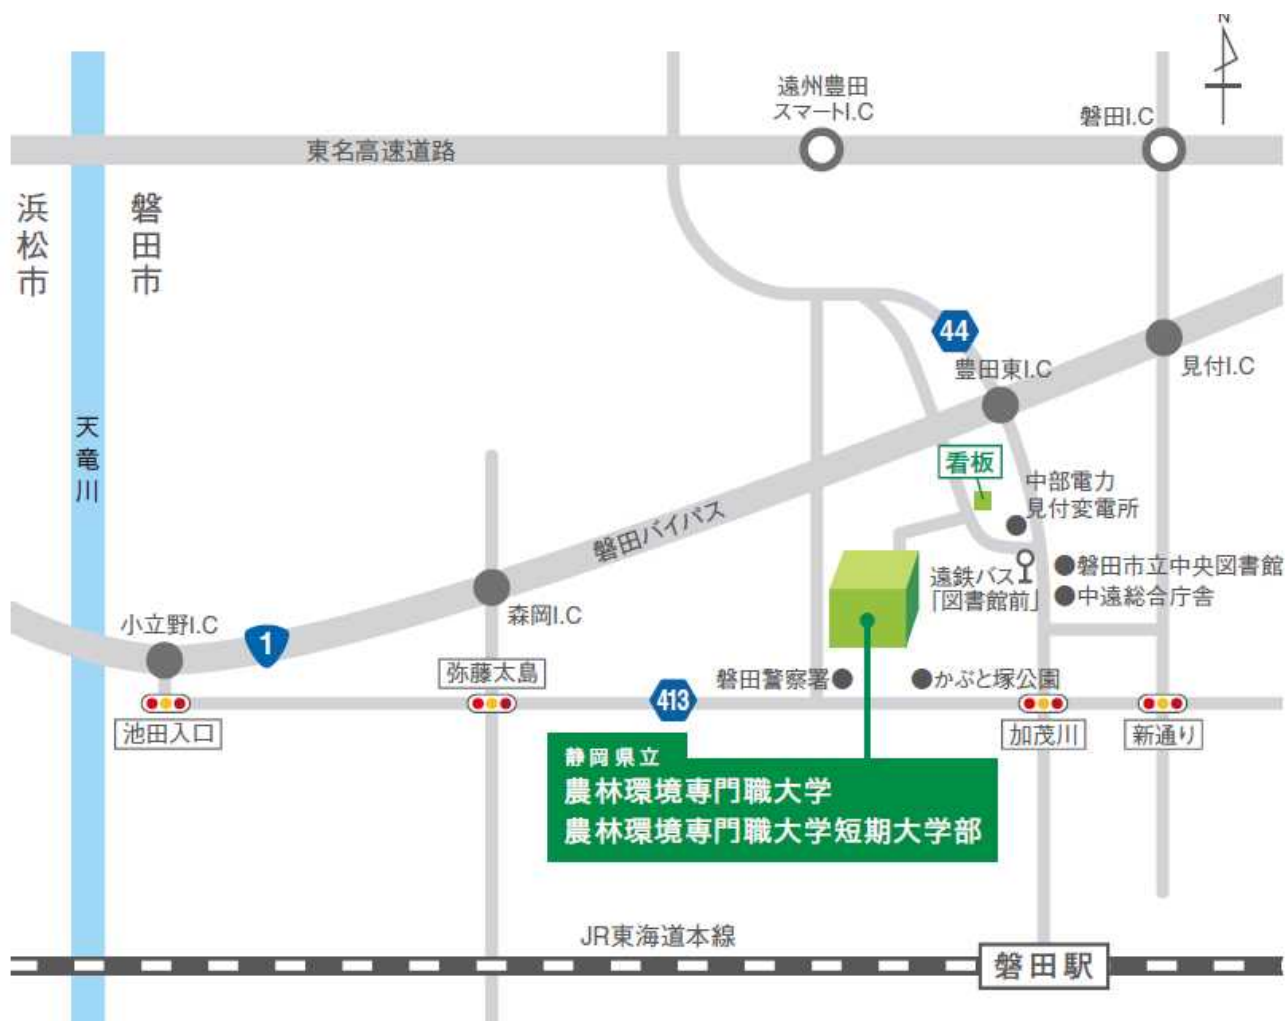 N
遠州豊田
スマートI.C
磐田I.C
東名高速道路
浜松市
磐田市
44
豊田東I.C
見付I.C
天竜川
看板
中部電力
見付変電所
磐田バイパス
遠鉄バス
「図書館前」
●磐田市立中央図書館
●中遠総合庁舎
小立野I.C
1
森岡I.C
弥藤太島
磐田警察署●
●かぶと塚公園
413
池田入口
加茂川
新通り
静岡県立
農林環境専門職大学
農林環境専門職大学短期大学部
JR東海道本線
磐田駅